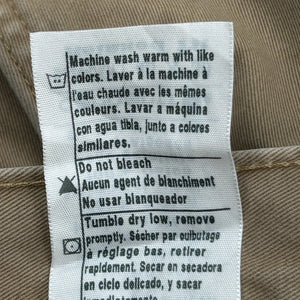 Machine wash warm with like
colors. Laver à la machine à
l'eau chaude avec les mêmes
couleurs. Lavar a máquina
con agua tibia, junto a colores
similares.
Do not bleach
Aucun agent de blanchiment
No usar blanqueador
Tumble dry low, remove
promptly. Sécher par culbutage
à réglage bas, retirer
rapidement. Secar en secadora
en ciclo delicado, y sacar